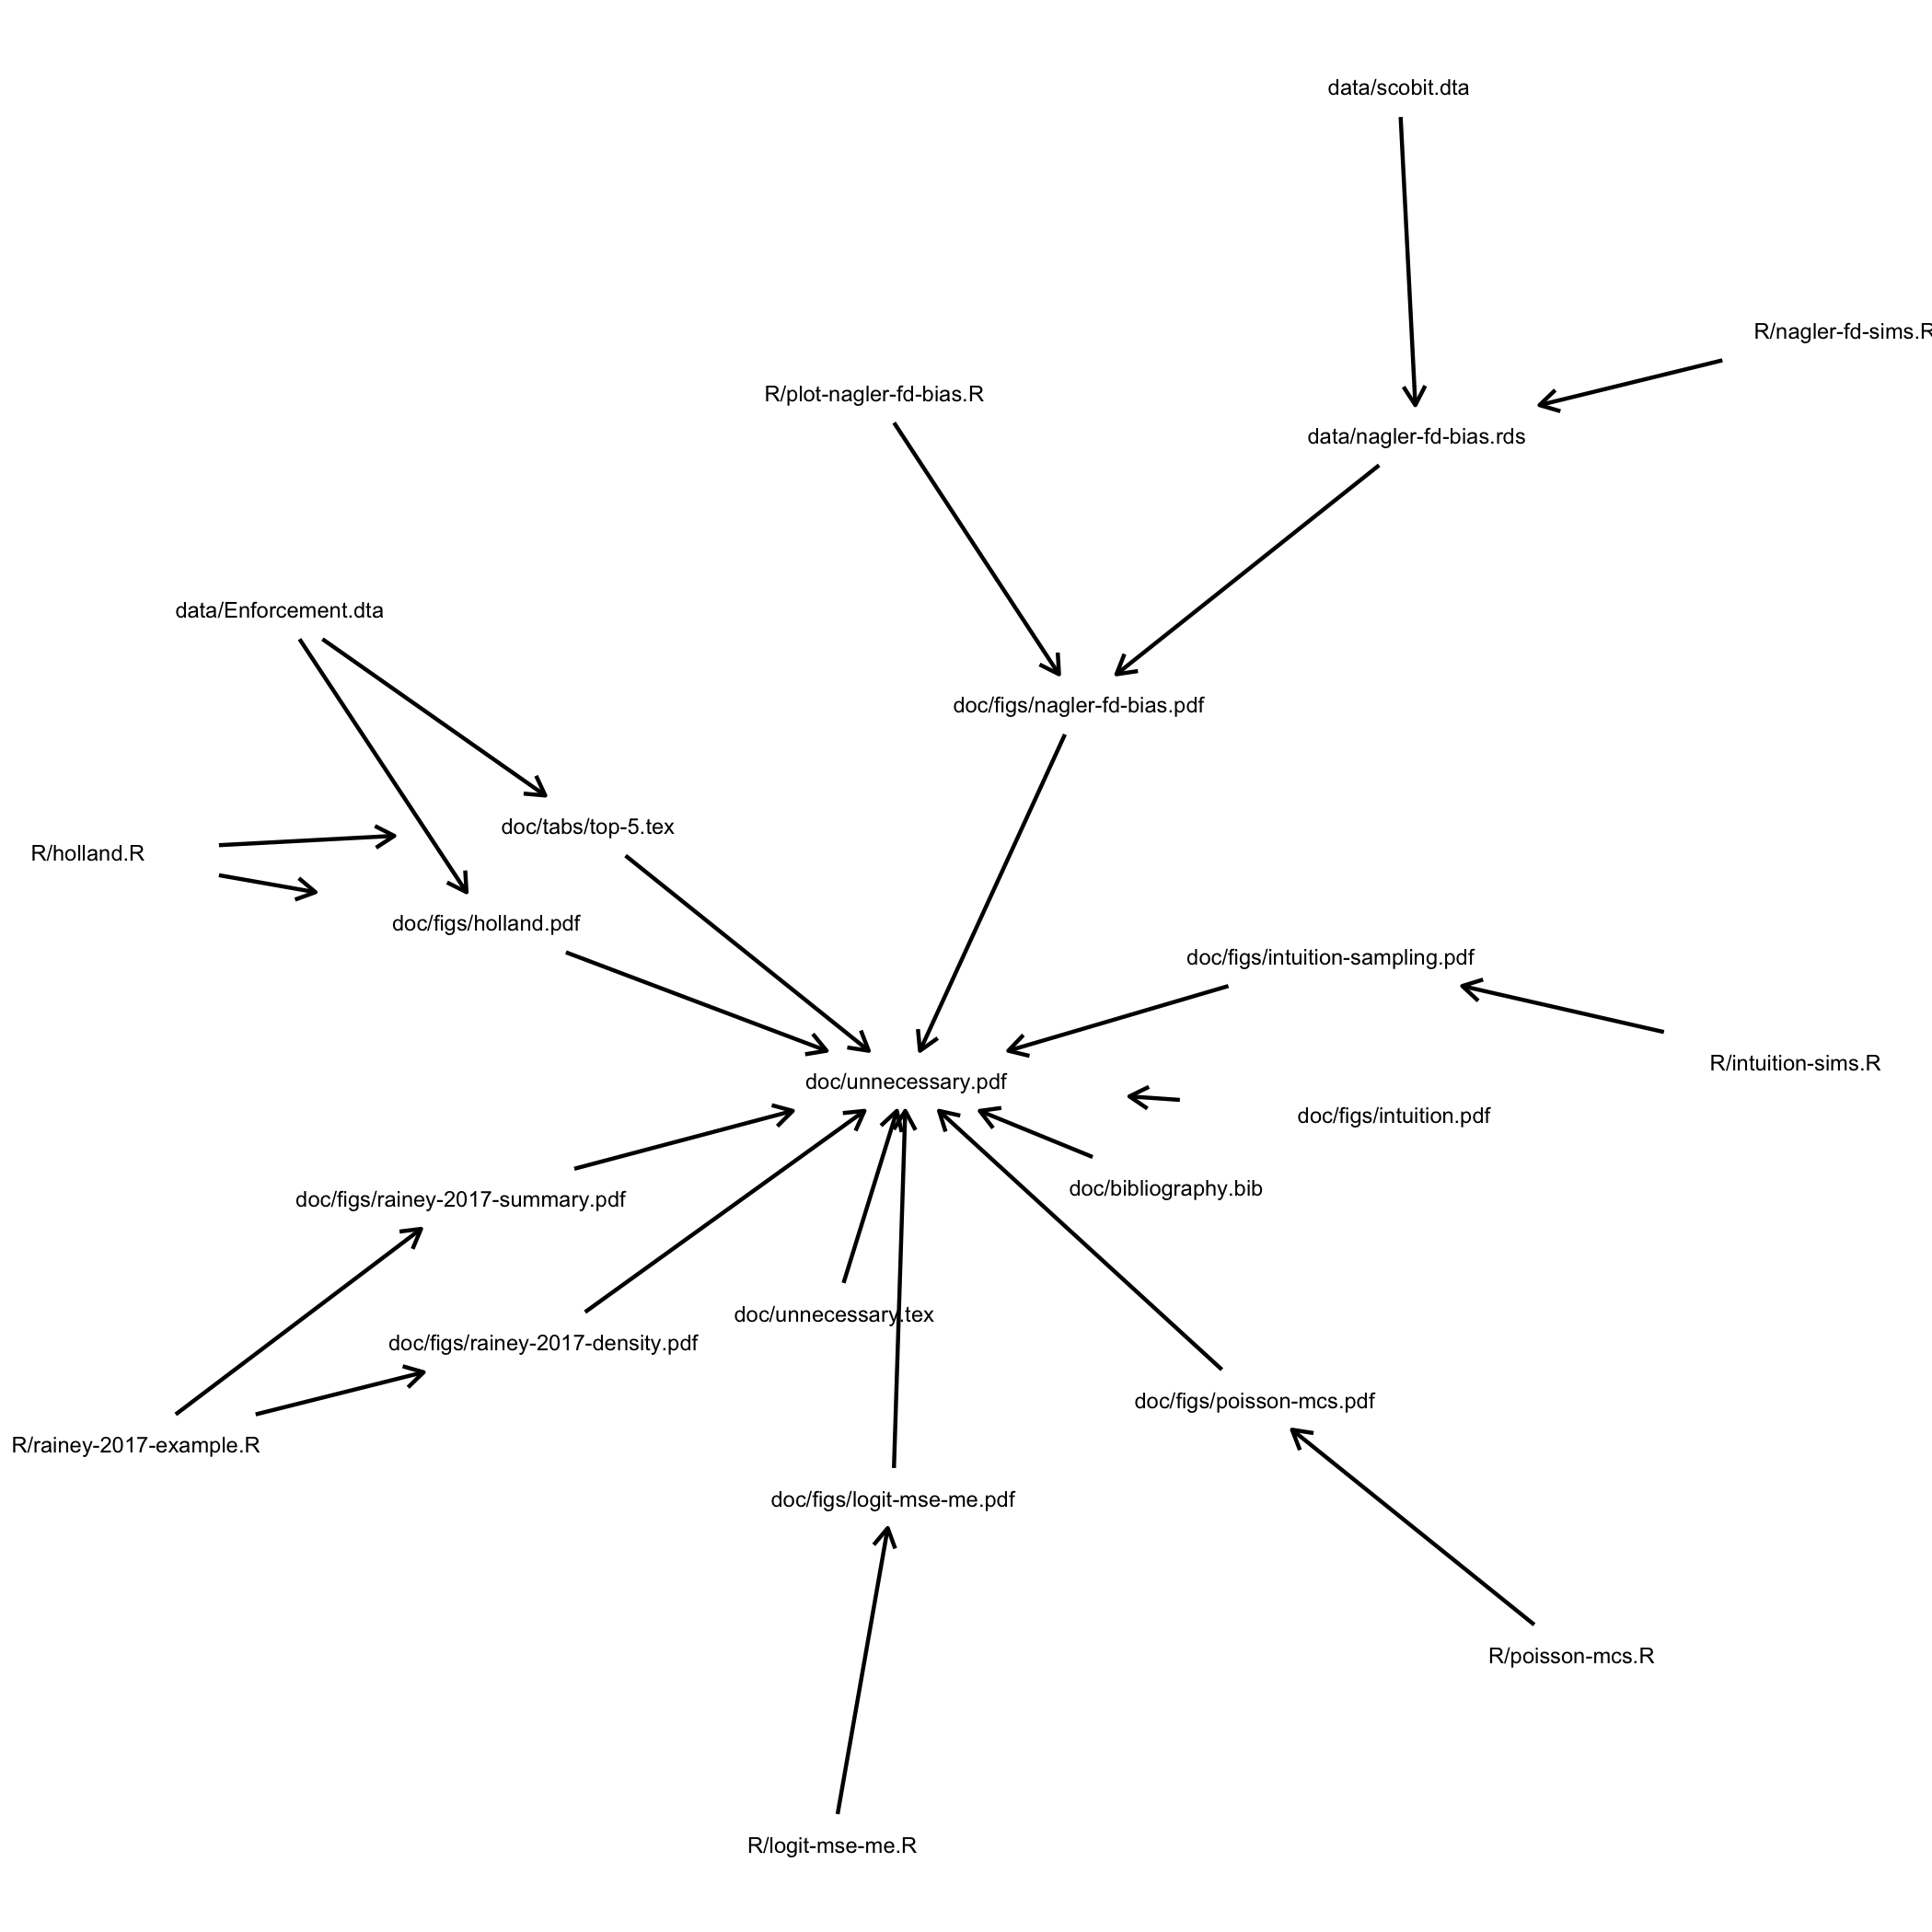 data/scobit.dta
R/nagler-fd-sims.R
R/plot-nagler-fd-bias.R
data/nagler-fd-bias.rds
data/Enforcement.dta
doc/figs/nagler-fd-bias.pdf
doc/tabs/top-5.tex
R/holland.R
doc/figs/holland.pdf
doc/figs/intuition-sampling.pdf
R/intuition-sims.R
doc/unnecessary.pdf
doc/figs/intuition.pdf
doc/bibliography.bib
doc/figs/rainey-2017-summary.pdf
doc/unnecessary.tex
doc/figs/rainey-2017-density.pdf
doc/figs/poisson-mcs.pdf
R/rainey-2017-example.R
doc/figs/logit-mse-me.pdf
R/poisson-mcs.R
R/logit-mse-me.R